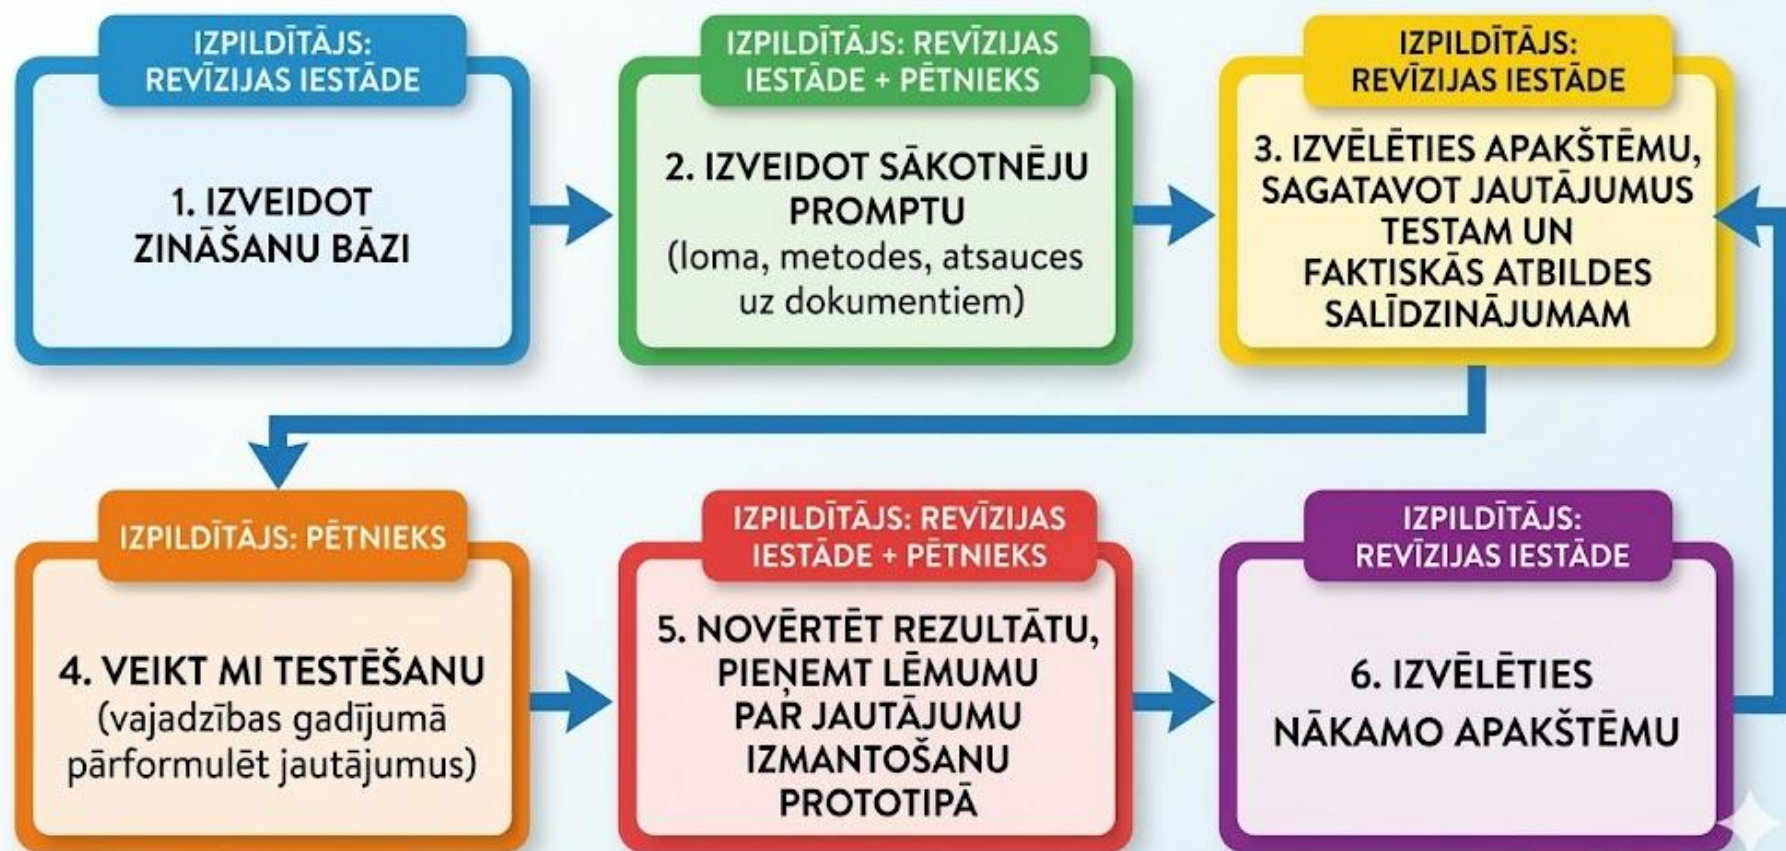 IZPILDĪTĀJS:
REVĪZIJAS IESTĀDE
1. IZVEIDOT
ZINĀŠANU BĀZI
IZPILDĪTĀJS: REVĪZIJAS
IESTĀDE + PĒTNIEKS
2. IZVEIDOT SĀKOTNĒJU
PROMPTU
(loma, metodes, atsauces
uz dokumentiem)
IZPILDĪTĀJS:
REVĪZIJAS IESTĀDE
3. IZVĒLĒTIES APAKŠTĒMU,
SAGATAVOT JAUTĀJUMUS
TESTAM UN
FAKTISKĀS ATBILDES
SALĪDZINĀJUMAM
IZPILDĪTĀJS: PĒTNIEKS
4. VEIKT MI TESTĒŠANU
(vajadzības gadījumā
pārformulēt jautājumus)
IZPILDĪTĀJS: REVĪZIJAS
IESTĀDE + PĒTNIEKS
5. NOVĒRTĒT REZULTĀTU,
PIEŅEMT LĒMUMU
PAR JAUTĀJUMU
IZMANTOŠANU
PROTOTIPĀ
IZPILDĪTĀJS:
REVĪZIJAS IESTĀDE
6. IZVĒLĒTIES
NĀKAMO APAKŠTĒMU